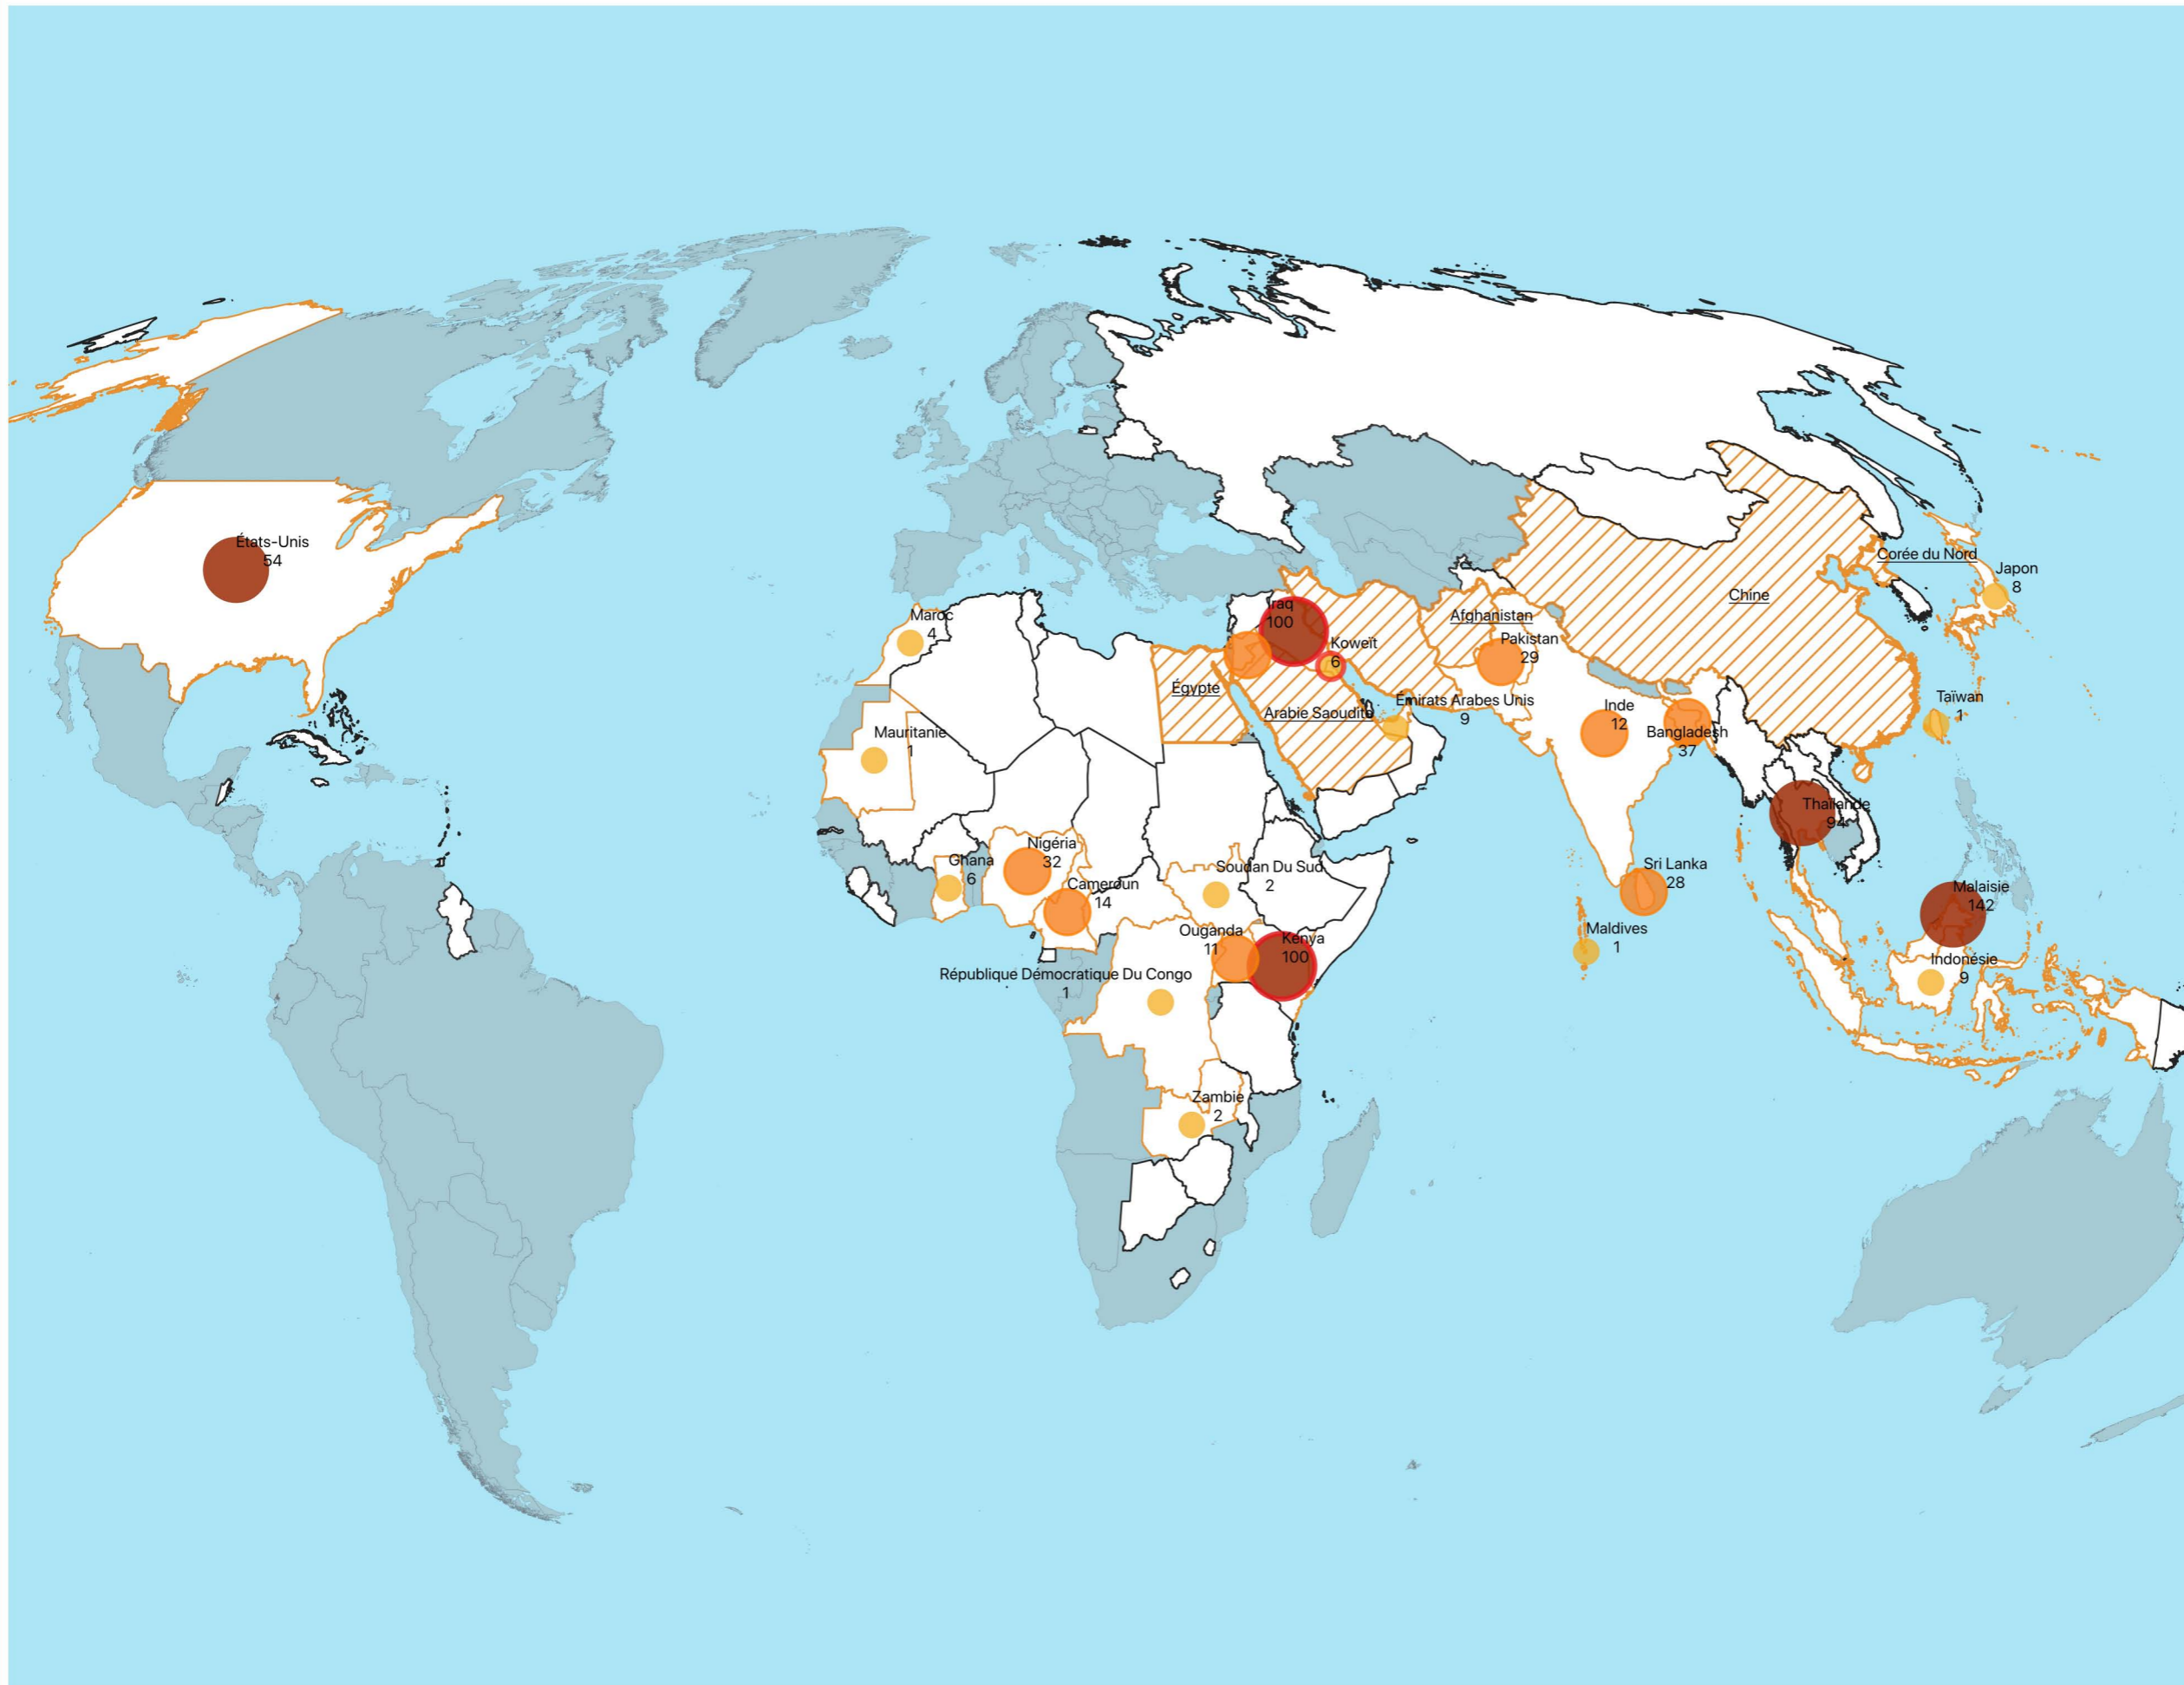 États-Unis
54
Corée du Nord
Japon
8
Chine
Iraq
100
Maroc
4
Afghanistan
Pakistan
29
Koweït
6
Égypte
Arabie Saoudite
Émirats Arabes Unis
9
Inde
12
Bangladesh
37
Taïwan
1
Mauritanie
1
Thaïlande
94
Nigéria
32
Ghana
6
Cameroun
14
Soudan Du Sud
2
Sri Lanka
28
Malaisie
142
Maldives
1
Ouganda
11
Kenya
100
Indonésie
9
République Démocratique Du Congo
1
Zambie
2